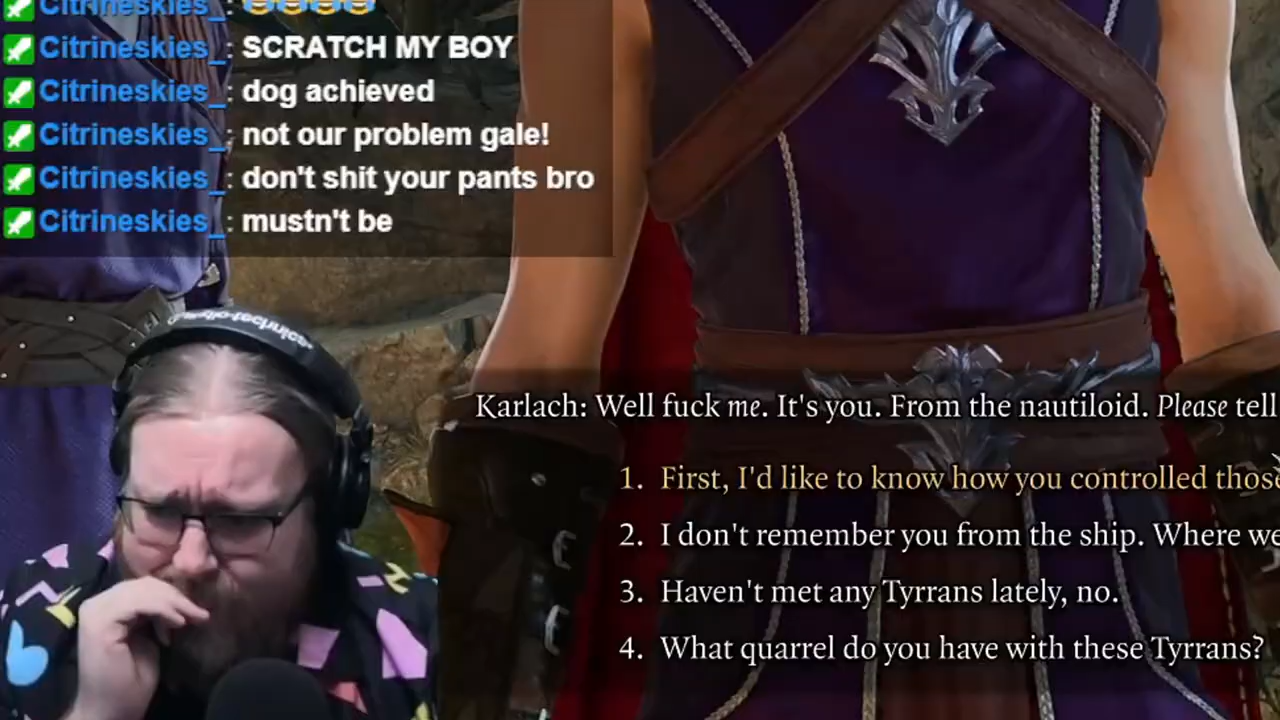 Citrineskies_:
Citrineskies_: SCRATCH MY BOY
Citrineskies_: dog achieved
Citrineskies_: not our problem gale!
Citrineskies_: don't shit your pants bro
Citrineskies_: mustn't be
audio-technica
Karlach: Well fuck me. It's you. From the nautiloid. Please tell
1. First, I'd like to know how you controlled those
2. I don't remember you from the ship. Where we
3. Haven't met any Tyrrans lately, no.
4. What quarrel do you have with these Tyrrans?